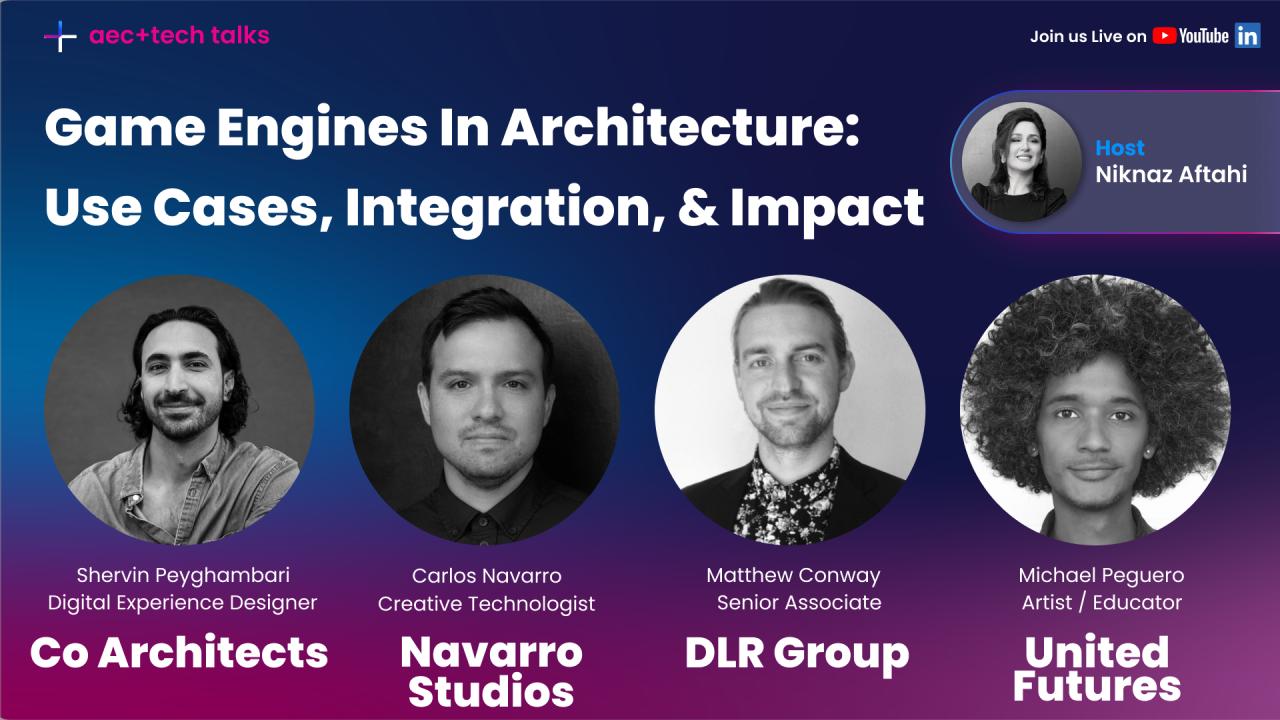 aec+tech talks
Join us Live on YouTube in
Game Engines In Architecture:
Use Cases, Integration, & Impact
Host
Niknaz Aftahi
Shervin Peyghambari
Digital Experience Designer
Co Architects
Carlos Navarro
Creative Technologist
Navarro
Studios
Matthew Conway
Senior Associate
DLR Group
Michael Peguero
Artist / Educator
United
Futures